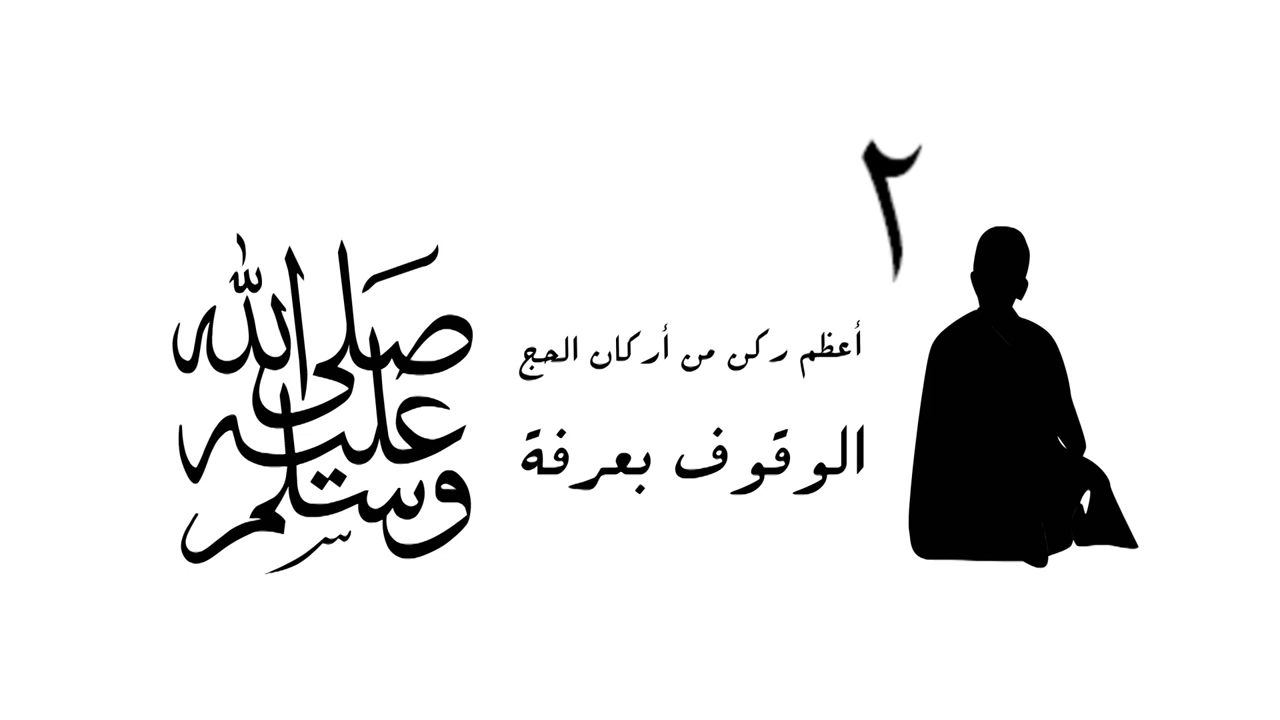 ٢
أعظم ركن من أركان الحج
الوقوف بعرفة
صلى الله
عليه
وسلم